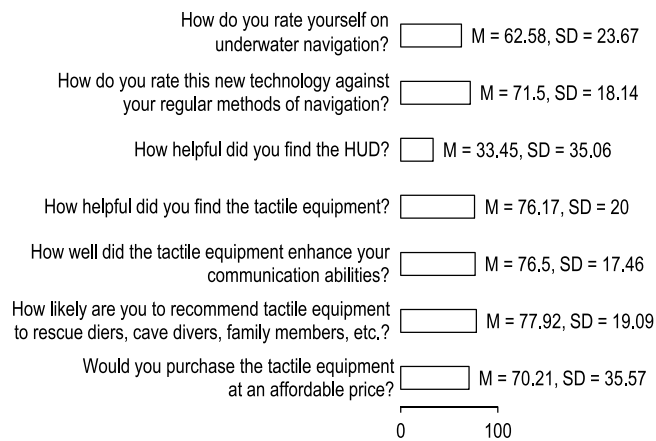 How do you rate yourself on
underwater navigation?
M = 62.58, SD = 23.67
How do you rate this new technology against
your regular methods of navigation?
M = 71.5, SD = 18.14
How helpful did you find the HUD?
M = 33.45, SD = 35.06
How helpful did you find the tactile equipment?
M = 76.17, SD = 20
How well did the tactile equipment enhance your
communication abilities?
M = 76.5, SD = 17.46
How likely are you to recommend tactile equipment
to rescue diers, cave divers, family members, etc.?
M = 77.92, SD = 19.09
Would you purchase the tactile equipment
at an affordable price?
M = 70.21, SD = 35.57
0 100